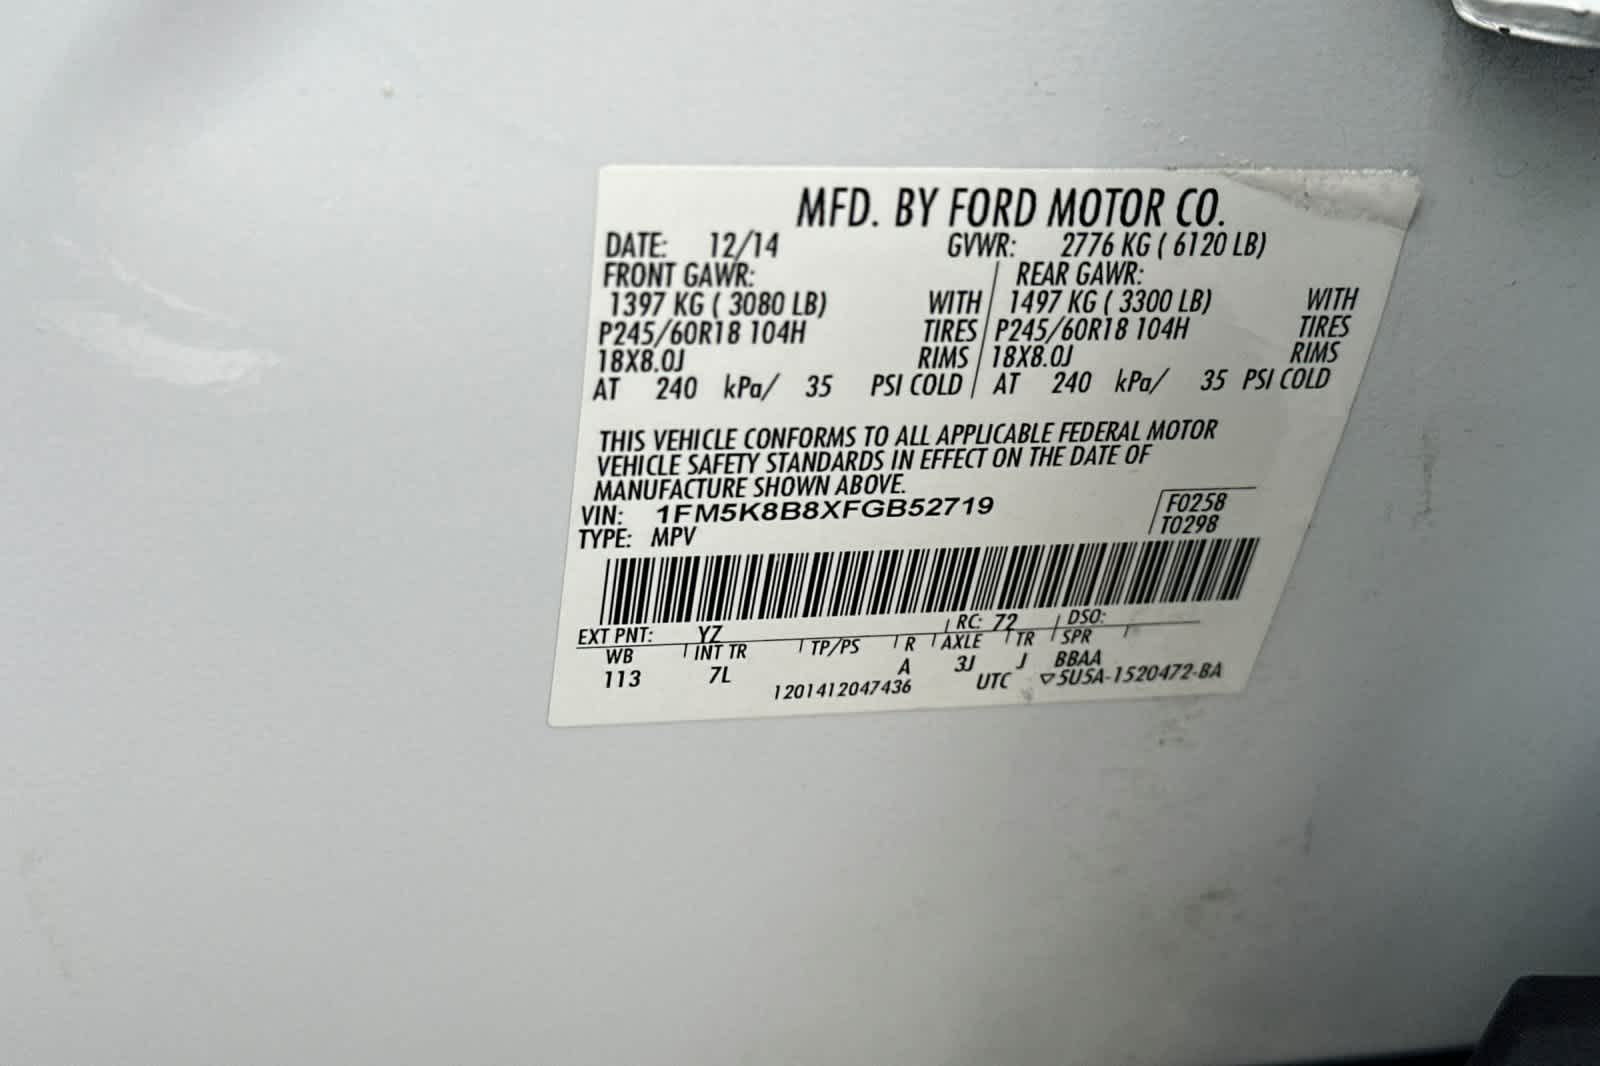 MFD. BY FORD MOTOR CO.
DATE: 12/14 GVWR: 2776 KG ( 6120 LB)
FRONT GAWR: REAR GAWR:
1397 KG ( 3080 LB) WITH 1497 KG ( 3300 LB) WITH
P245/60R18 104H TIRES P245/60R18 104H TIRES
18X8.0J RIMS 18X8.0J RIMS
AT 240 kPa/ 35 PSI COLD AT 240 kPa/ 35 PSI COLD
THIS VEHICLE CONFORMS TO ALL APPLICABLE FEDERAL MOTOR
VEHICLE SAFETY STANDARDS IN EFFECT ON THE DATE OF
MANUFACTURE SHOWN ABOVE.
VIN: 1FM5K8B8XFGB52719 F0258
TYPE: MPV T0298
EXT PNT: YZ RC: 72 DSO:
WB INT TR TP/PS R AXLE TR SPR
113 7L A 3J J BBAA
1201412047436 UTC ▽5U5A-1520472-BA